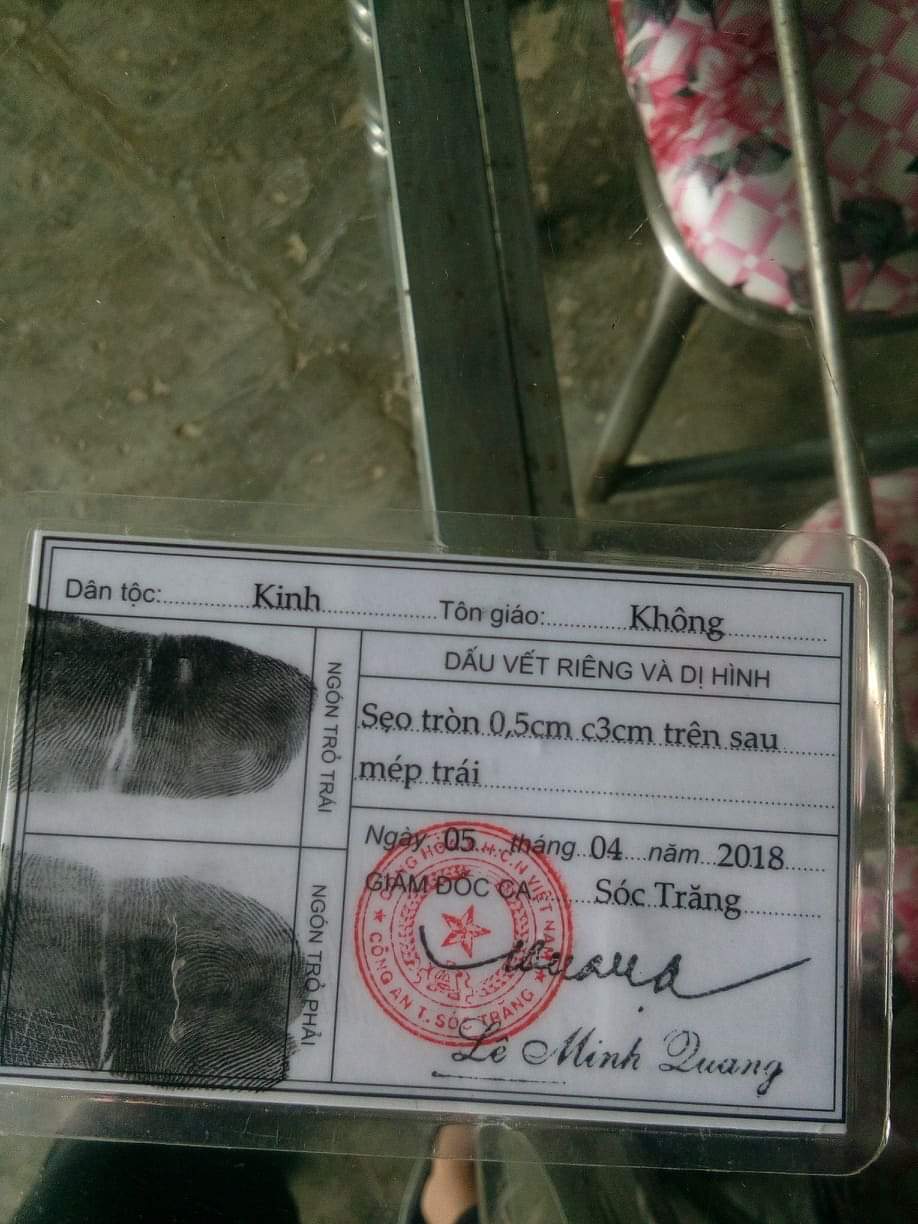 Dân tộc: Kinh Tôn giáo: Không
NGÓN TRỎ TRÁI
DẤU VẾT RIÊNG VÀ DỊ HÌNH
Sẹo tròn 0,5cm c3cm trên sau
mép trái
NGÓN TRỎ PHẢI
Ngày 05 tháng 04 năm 2018
GIÁM ĐỐC CA Sóc Trăng
CỘNG HÒA X.H.C.N VIỆT NAM
CÔNG AN T. SÓC TRĂNG
Lê Minh Quang